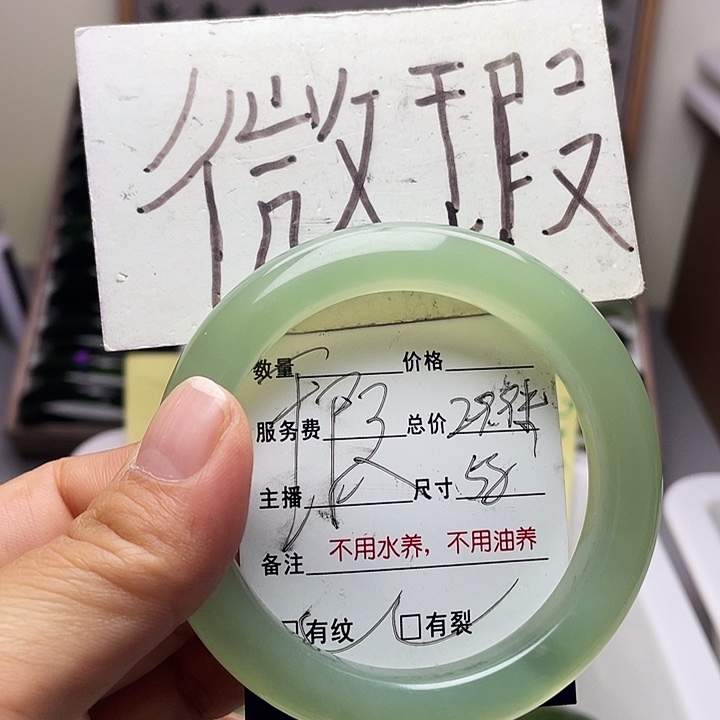 微瑕
数量 价格
服务费 总价
瑕
主播 尺寸 58
备注 不用水养，不用油养
□有纹 □有裂